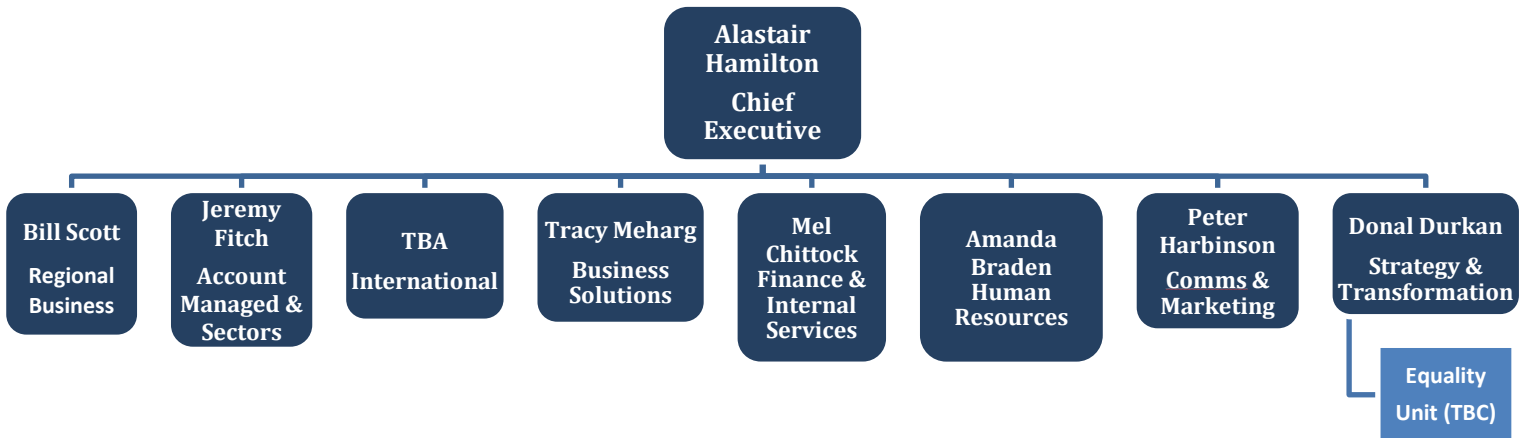 Alastair
Hamilton
Chief
Executive
Bill Scott
Regional
Business
Jeremy
Fitch
Account
Managed &
Sectors
TBA
International
Tracy Meharg
Business
Solutions
Mel
Chittock
Finance &
Internal
Services
Amanda
Braden
Human
Resources
Peter
Harbinson
Comms &
Marketing
Donal Durkan
Strategy &
Transformation
Equality
Unit (TBC)